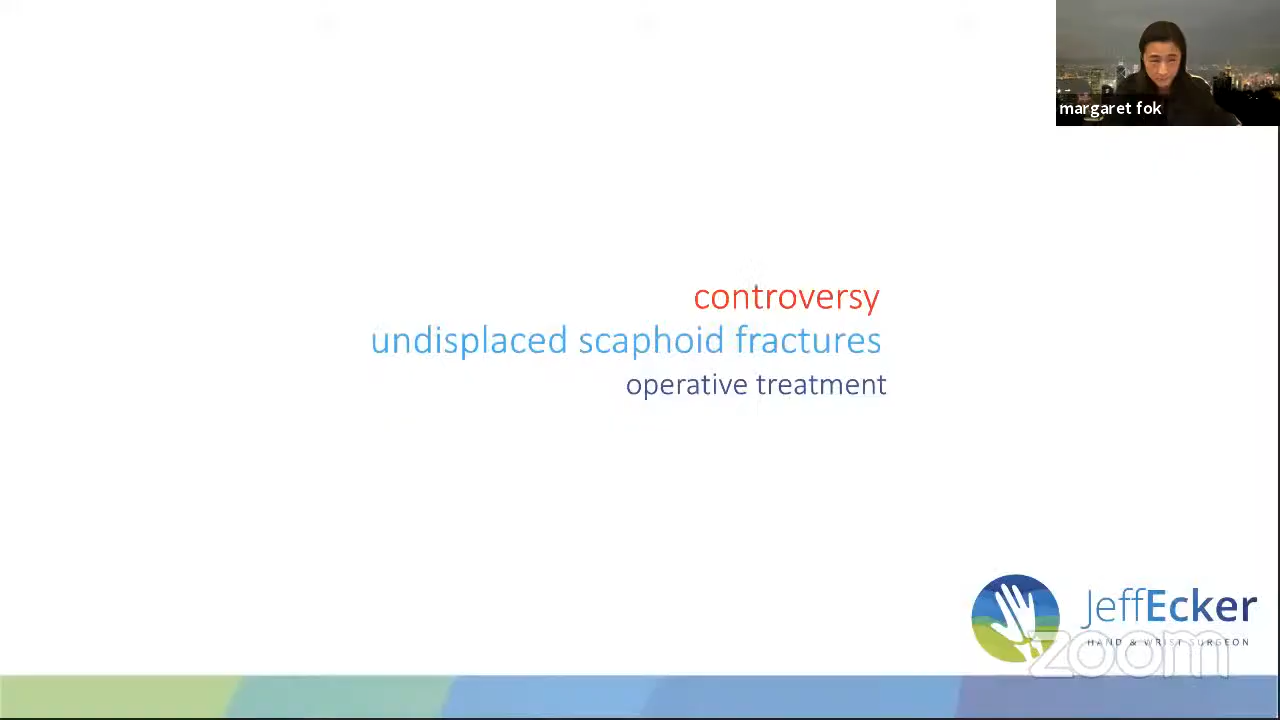 margaret fok
controversy
undisplaced scaphoid fractures
operative treatment
JeffEcker
HAND & WRIST SURGEON
zoom